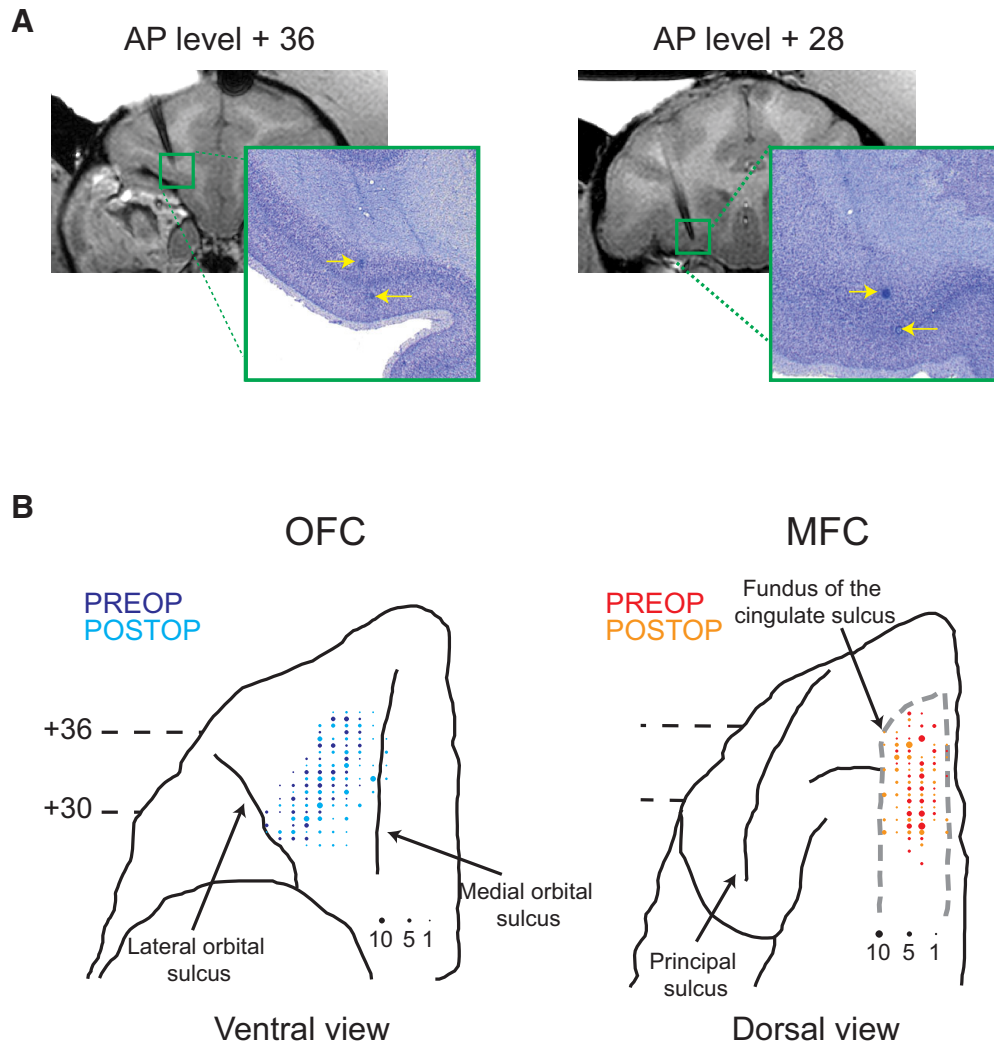 A
AP level + 36
AP level + 28
B
OFC
MFC
PREOP
POSTOP
PREOP
POSTOP
Fundus of the
cingulate sulcus
+36
+30
Medial orbital
sulcus
Lateral orbital
sulcus
10 5 1
Principal
sulcus
10 5 1
Ventral view
Dorsal view